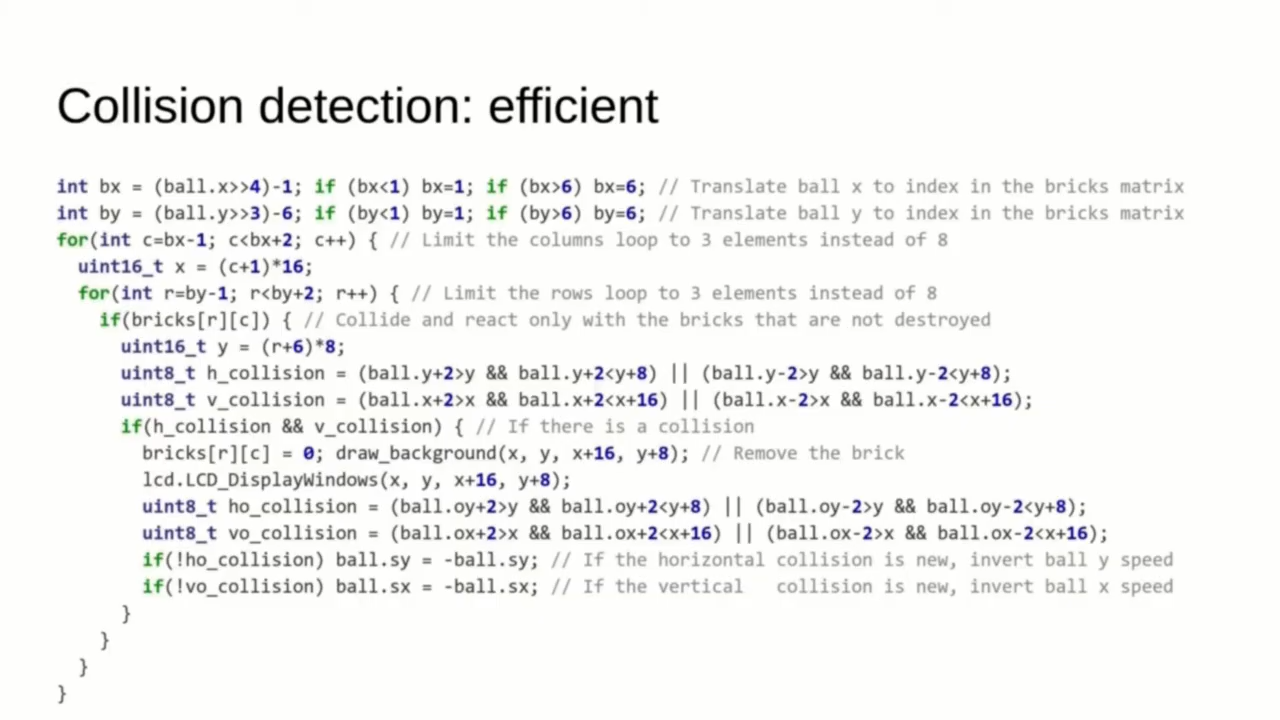 Collision detection: efficient
int bx = (ball.x>>4)-1; if (bx<1) bx=1; if (bx>6) bx=6; // Translate ball x to index in the bricks matrix
int by = (ball.y>>3)-6; if (by<1) by=1; if (by>6) by=6; // Translate ball y to index in the bricks matrix
for(int c=bx-1; c<bx+2; c++) { // Limit the columns loop to 3 elements instead of 8
  uint16_t x = (c+1)*16;
  for(int r=by-1; r<by+2; r++) { // Limit the rows loop to 3 elements instead of 8
    if(bricks[r][c]) { // Collide and react only with the bricks that are not destroyed
      uint16_t y = (r+6)*8;
      uint8_t h_collision = (ball.y+2>y && ball.y+2<y+8) || (ball.y-2>y && ball.y-2<y+8);
      uint8_t v_collision = (ball.x+2>x && ball.x+2<x+16) || (ball.x-2>x && ball.x-2<x+16);
      if(h_collision && v_collision) { // If there is a collision
        bricks[r][c] = 0; draw_background(x, y, x+16, y+8); // Remove the brick
        lcd.LCD_DisplayWindows(x, y, x+16, y+8);
        uint8_t ho_collision = (ball.oy+2>y && ball.oy+2<y+8) || (ball.oy-2>y && ball.oy-2<y+8);
        uint8_t vo_collision = (ball.ox+2>x && ball.ox+2<x+16) || (ball.ox-2>x && ball.ox-2<x+16);
        if(!ho_collision) ball.sy = -ball.sy; // If the horizontal collision is new, invert ball y speed
        if(!vo_collision) ball.sx = -ball.sx; // If the vertical   collision is new, invert ball x speed
      }
    }
  }
}